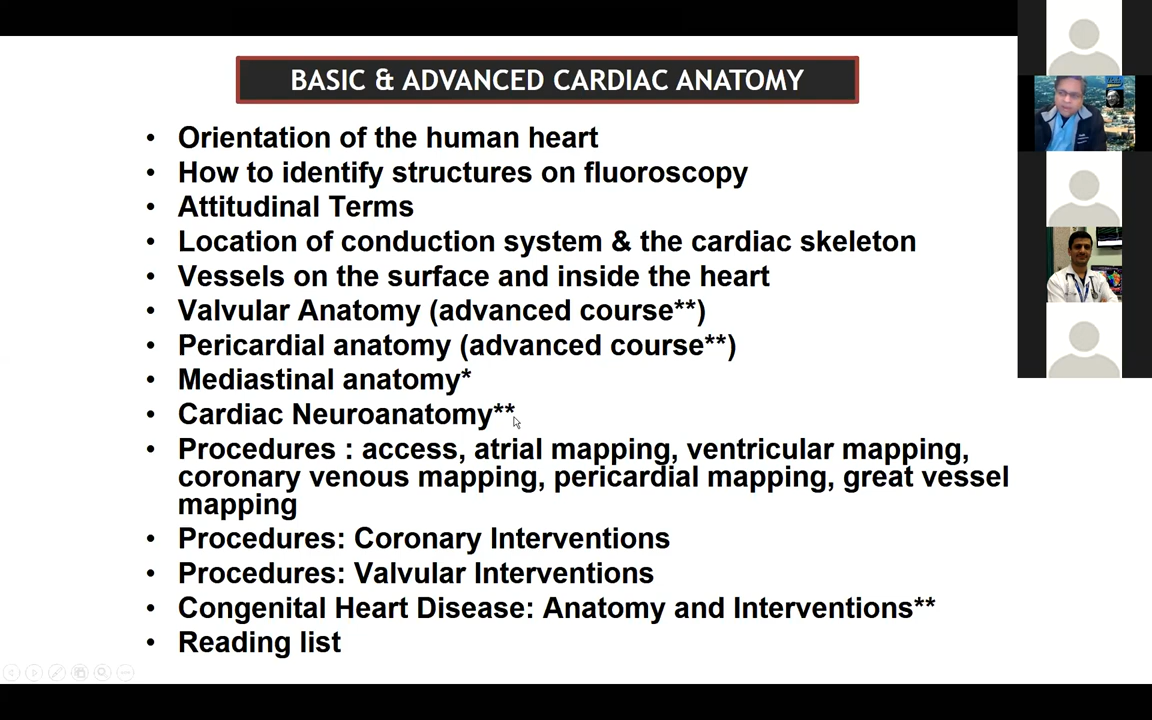 BASIC & ADVANCED CARDIAC ANATOMY
• Orientation of the human heart
• How to identify structures on fluoroscopy
• Attitudinal Terms
• Location of conduction system & the cardiac skeleton
• Vessels on the surface and inside the heart
• Valvular Anatomy (advanced course**)
• Pericardial anatomy (advanced course**)
• Mediastinal anatomy*
• Cardiac Neuroanatomy**
• Procedures : access, atrial mapping, ventricular mapping,
coronary venous mapping, pericardial mapping, great vessel
mapping
• Procedures: Coronary Interventions
• Procedures: Valvular Interventions
• Congenital Heart Disease: Anatomy and Interventions**
• Reading list